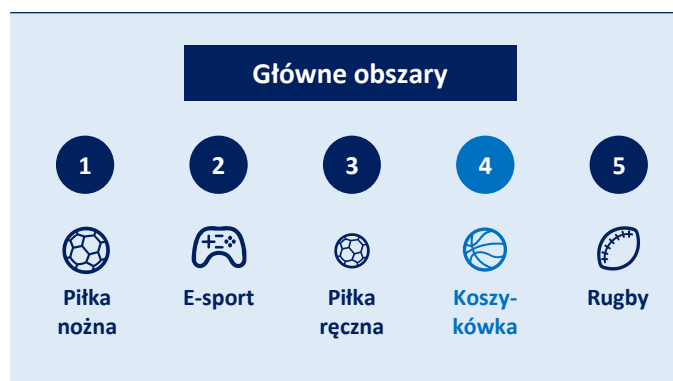 Główne obszary
1 2 3 4 5
Piłka nożna
E-sport
Piłka ręczna
Koszy-
kówka
Rugby